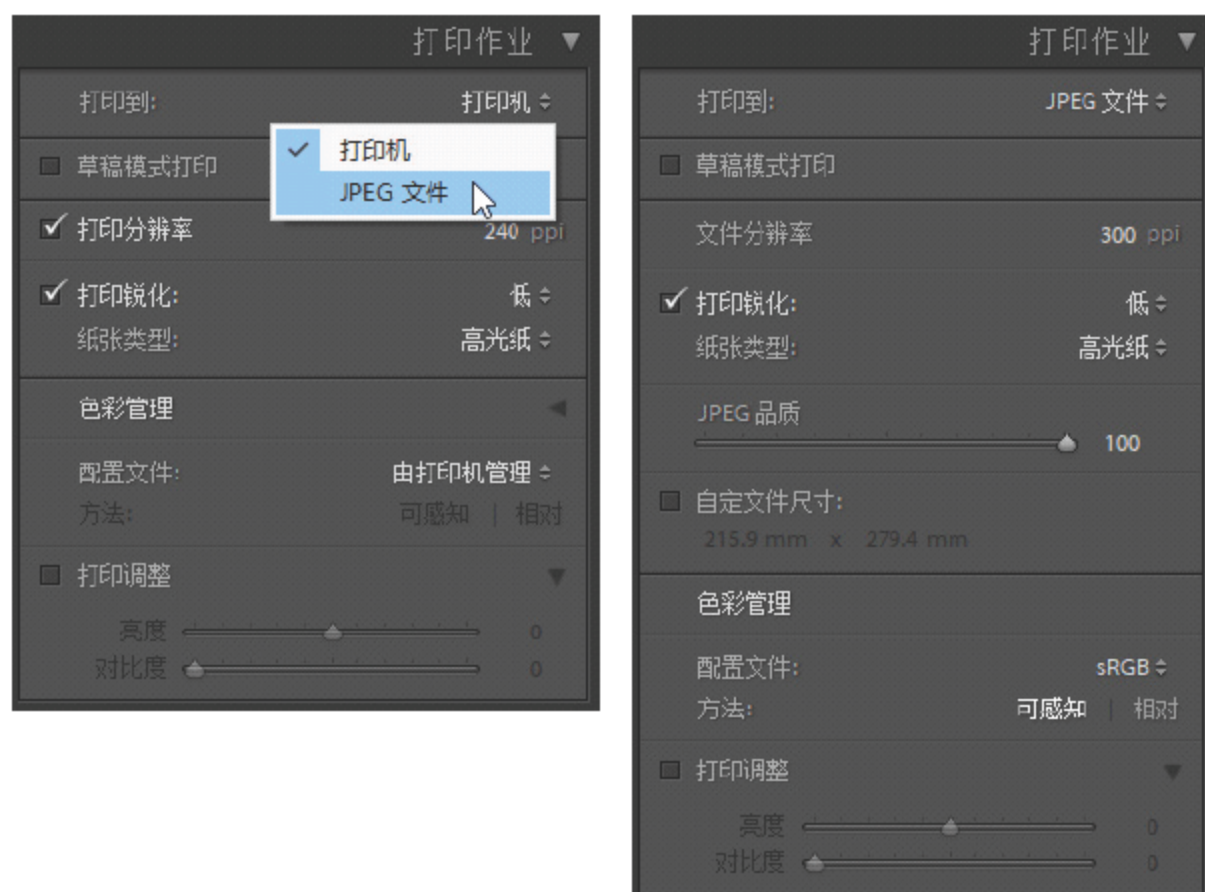 打印作业
打印到: 打印机
打印机
JPEG 文件
草稿模式打印
打印分辨率 240 ppi
打印锐化: 低
纸张类型: 高光纸
色彩管理
配置文件: 由打印机管理
方法: 可感知 | 相对
打印调整
亮度 0
对比度 0
打印作业
打印到: JPEG 文件
草稿模式打印
文件分辨率 300 ppi
打印锐化: 低
纸张类型: 高光纸
JPEG 品质
100
自定文件尺寸:
215.9 mm x 279.4 mm
色彩管理
配置文件: sRGB
方法: 可感知 | 相对
打印调整
亮度 0
对比度 0